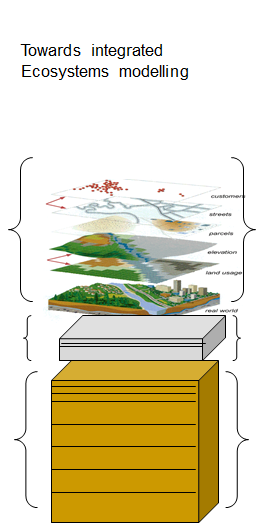 Towards integrated
Ecosystems modelling
customers
streets
parcels
elevation
land usage
real world